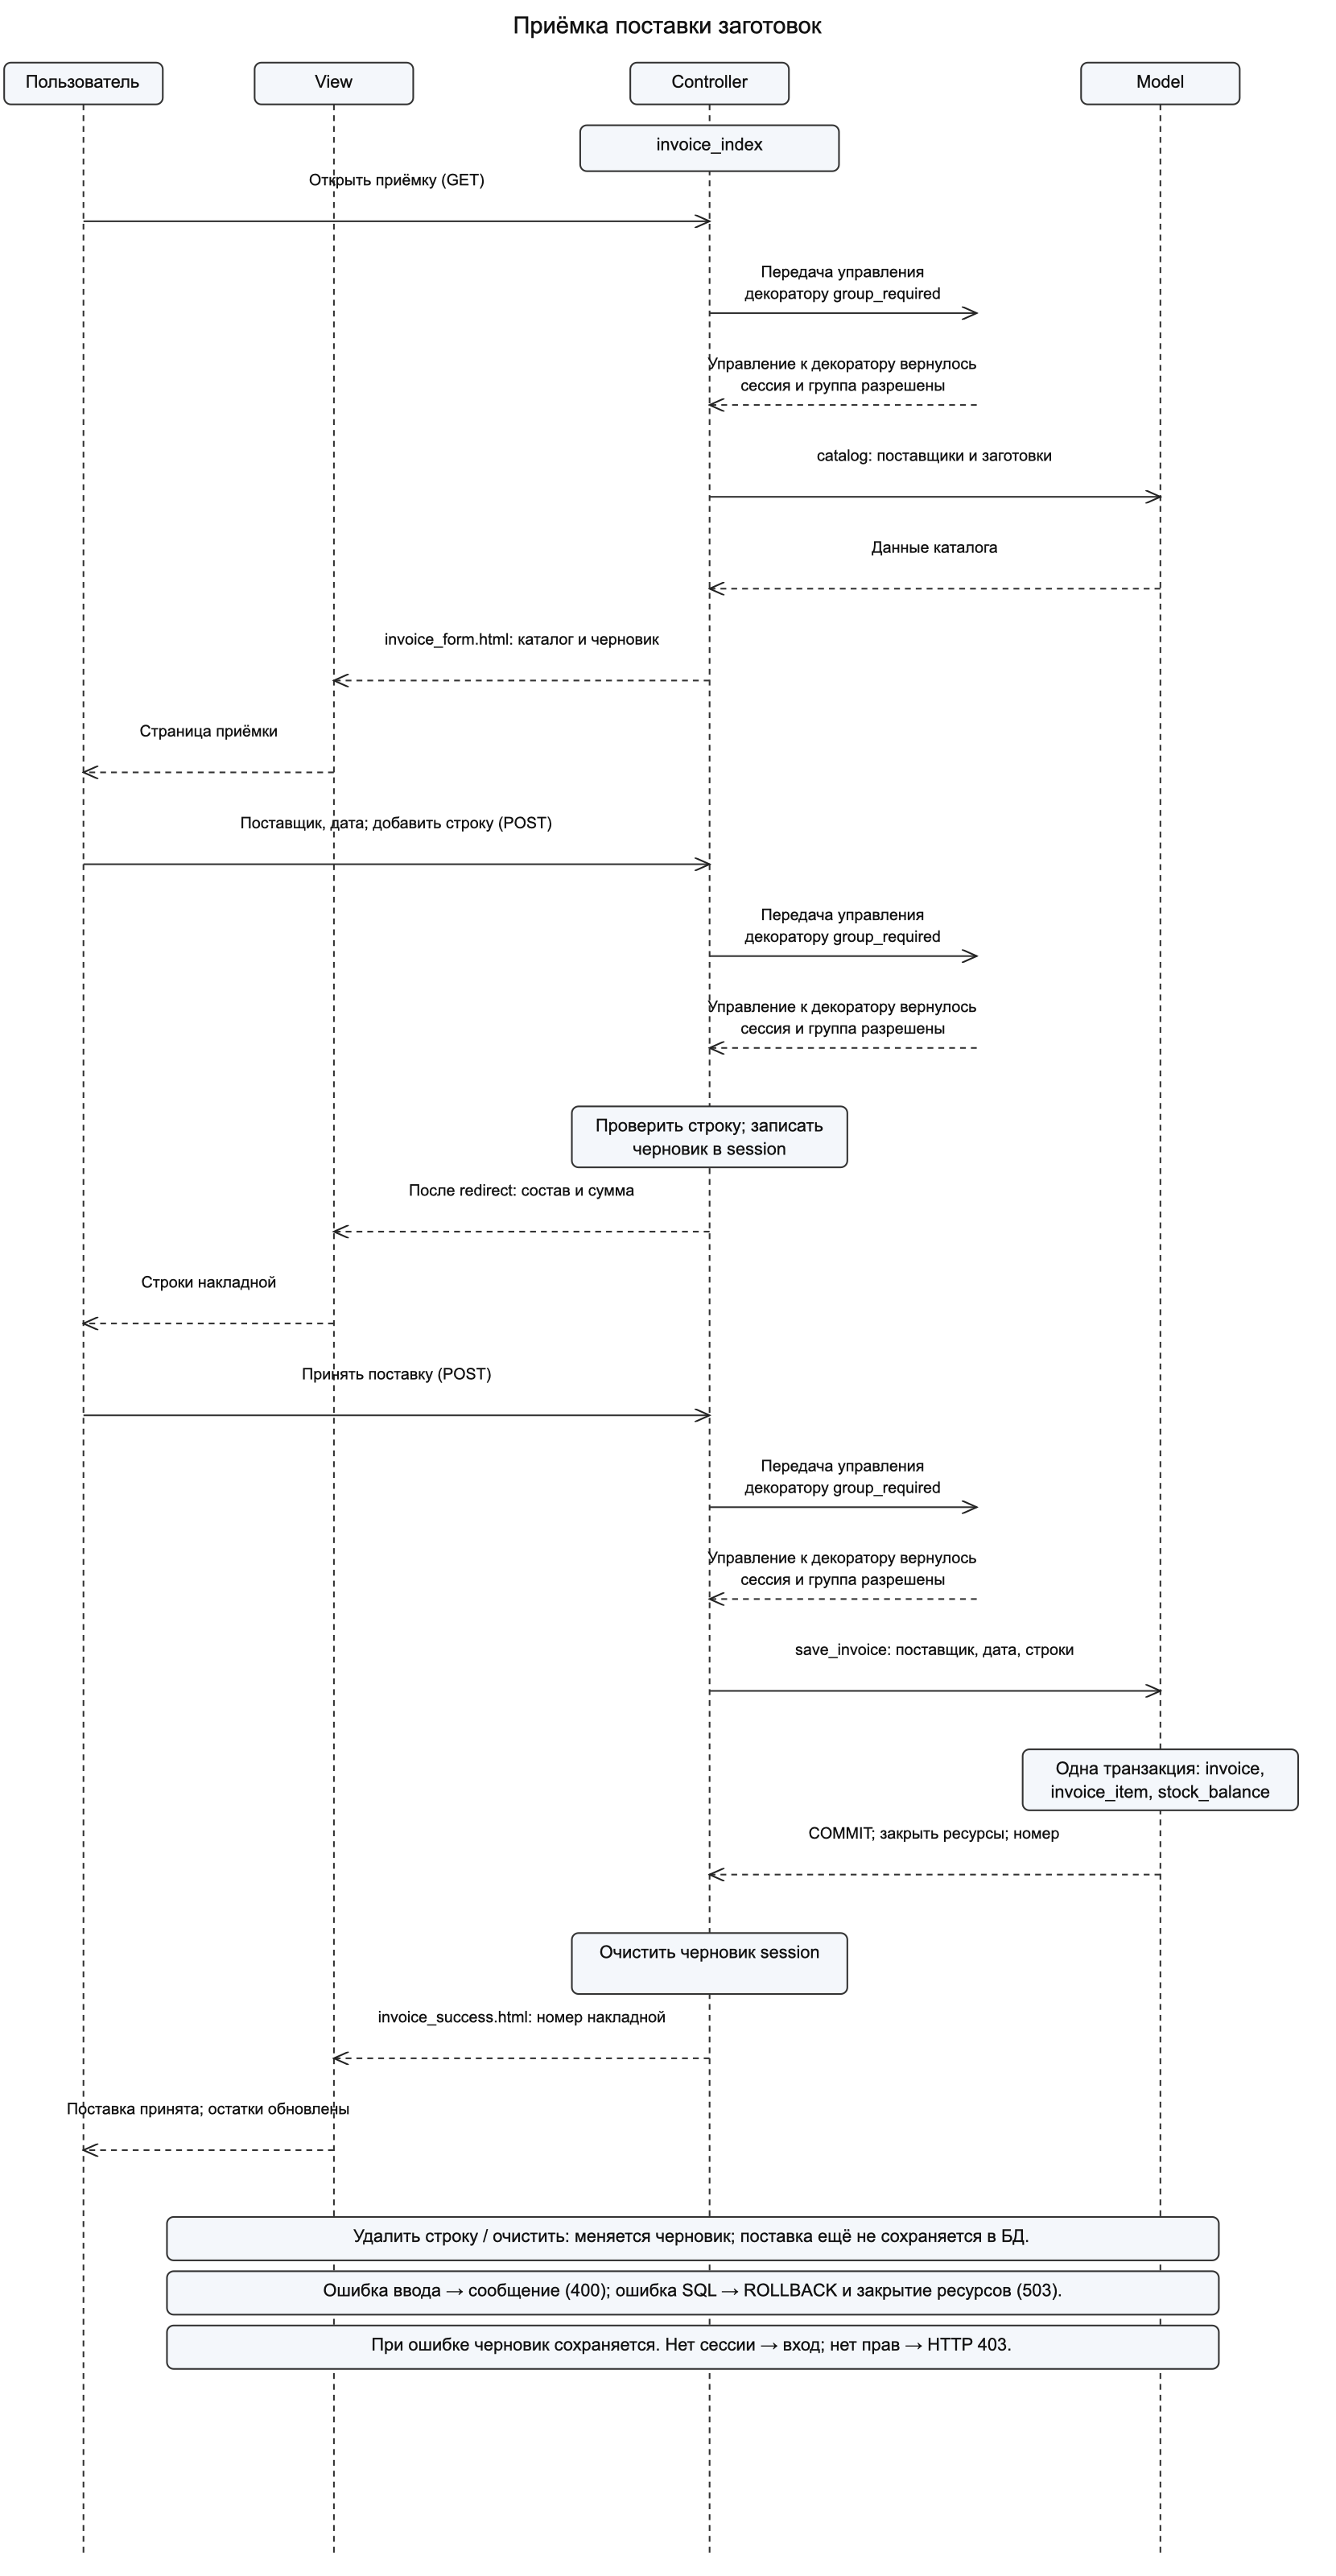 Приёмка поставки заготовок
Пользователь
View
Controller
Model
invoice_index
Открыть приёмку (GET)
Передача управления
декоратору group_required
Управление к декоратору вернулось
сессия и группа разрешены
catalog: поставщики и заготовки
Данные каталога
invoice_form.html: каталог и черновик
Страница приёмки
Поставщик, дата; добавить строку (POST)
Передача управления
декоратору group_required
Управление к декоратору вернулось
сессия и группа разрешены
Проверить строку; записать
черновик в session
После redirect: состав и сумма
Строки накладной
Принять поставку (POST)
Передача управления
декоратору group_required
Управление к декоратору вернулось
сессия и группа разрешены
save_invoice: поставщик, дата, строки
Одна транзакция: invoice,
invoice_item, stock_balance
COMMIT; закрыть ресурсы; номер
Очистить черновик session
invoice_success.html: номер накладной
Поставка принята; остатки обновлены
Удалить строку / очистить: меняется черновик; поставка ещё не сохраняется в БД.
Ошибка ввода → сообщение (400); ошибка SQL → ROLLBACK и закрытие ресурсов (503).
При ошибке черновик сохраняется. Нет сессии → вход; нет прав → HTTP 403.